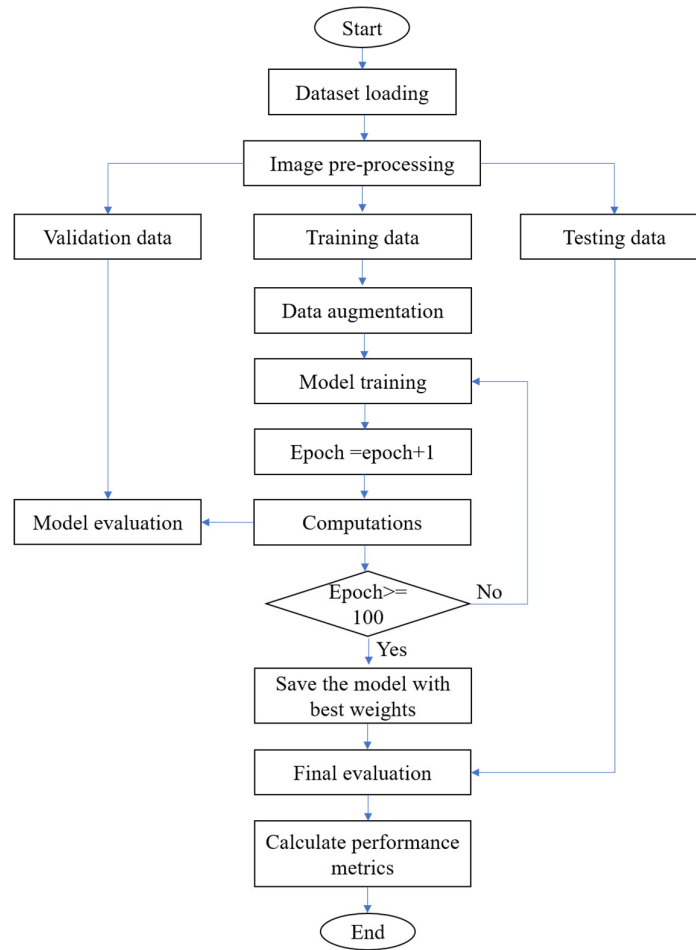 Start
Dataset loading
Image pre-processing
Validation data
Training data
Testing data
Data augmentation
Model training
Epoch =epoch+1
Model evaluation
Computations
Epoch>=
100
No
Yes
Save the model with
best weights
Final evaluation
Calculate performance
metrics
End